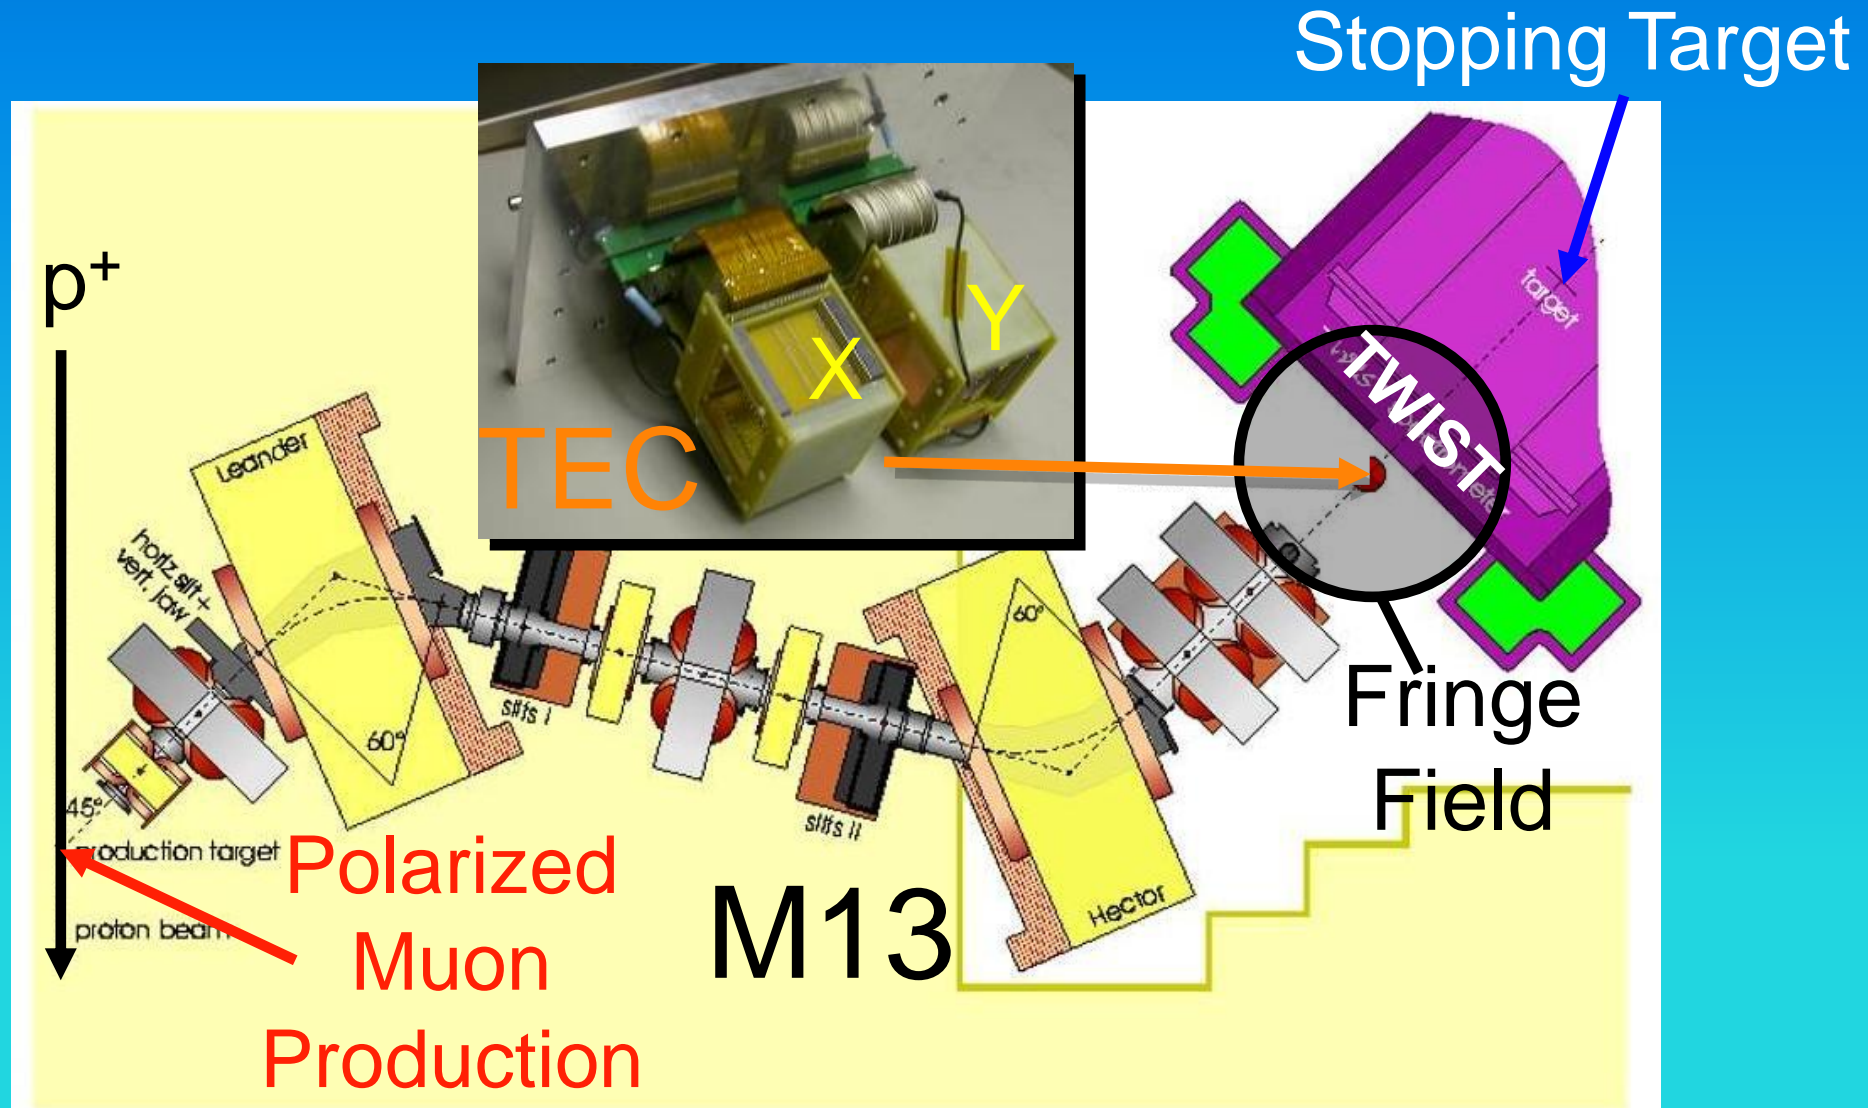 Stopping Target
p+
X
Y
TEC
target
TWIST
Leander
horiz slit +
vert. jaw
60°
60°
slits I
slits II
45°
production target
proton beam
Hector
Fringe
Field
Polarized
Muon
Production
M13